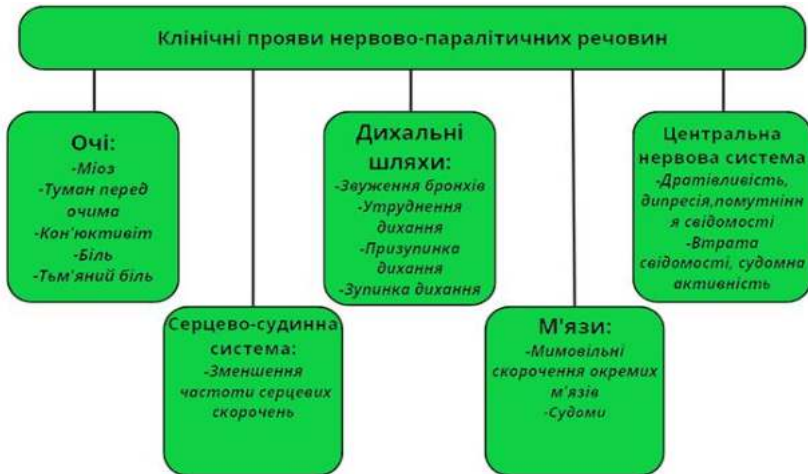 Клінічні прояви нервово-паралітичних речовин
Очі:
-Міоз
-Туман перед
очима
-Кон'юктивіт
-Біль
-Тьм'яний біль
Дихальні
шляхи:
-Звуження бронхів
-Утруднення
дихання
-Призупинка
дихання
-Зупинка дихання
Центральна
нервова система
-Дратівливість,
дипресія,помутнінн
я свідомості
-Втрата
свідомості, судомна
активність
Серцево-судинна
система:
-Зменшення
частоти серцевих
скорочень
М'язи:
-Мимовільні
скорочення окремих
м'язів
-Судоми